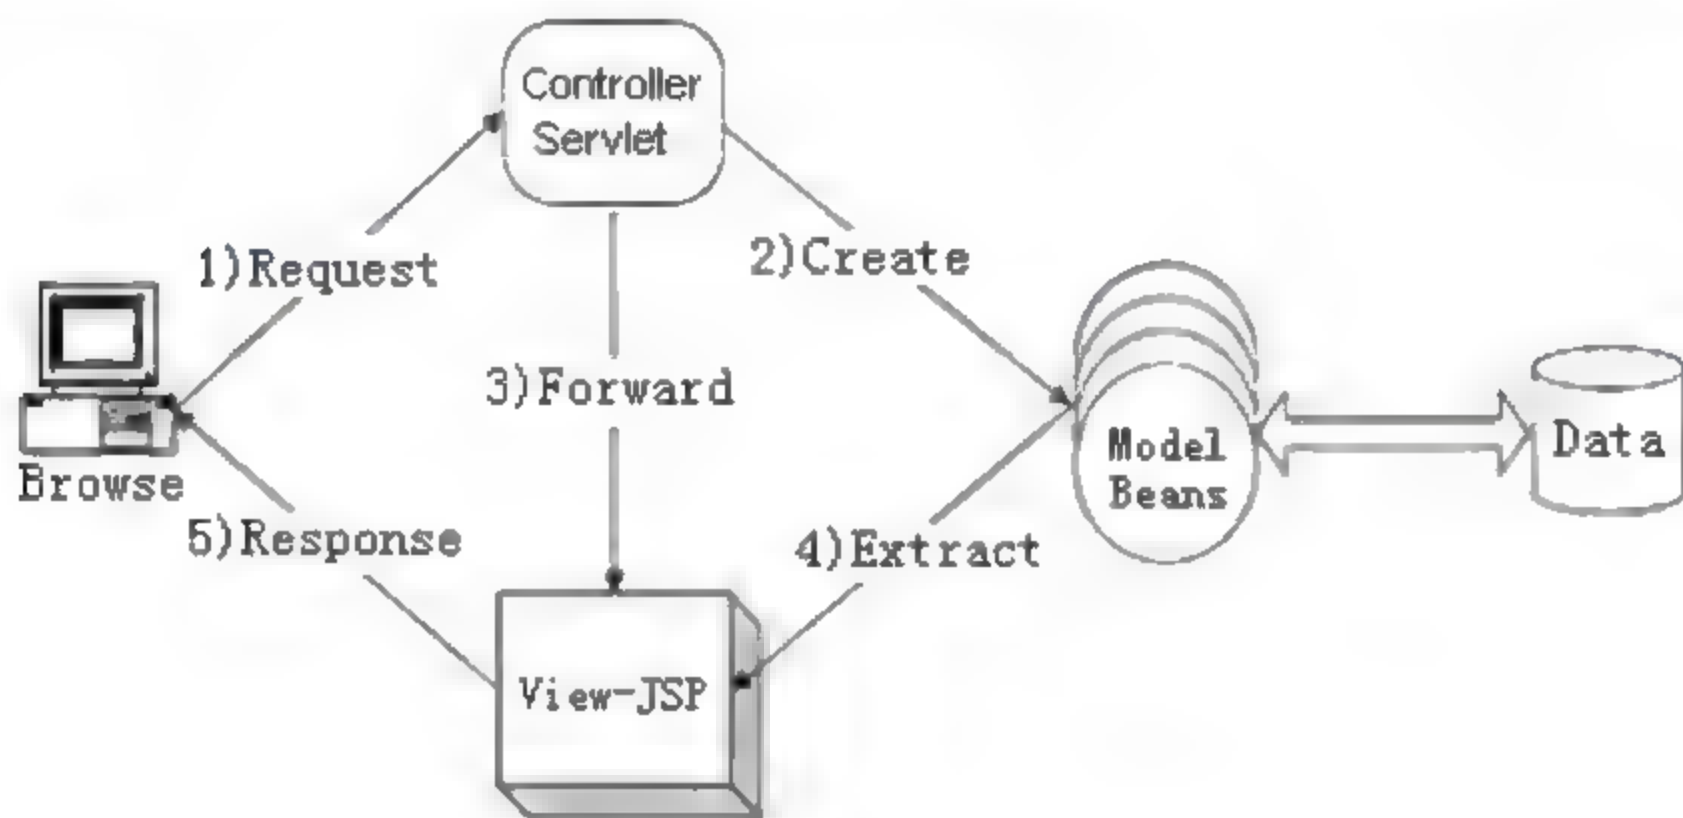 Controller
Servlet
1)Request
2)Create
3)Forward
Browse
Model
Beans
Data
5)Response
4)Extract
View-JSP